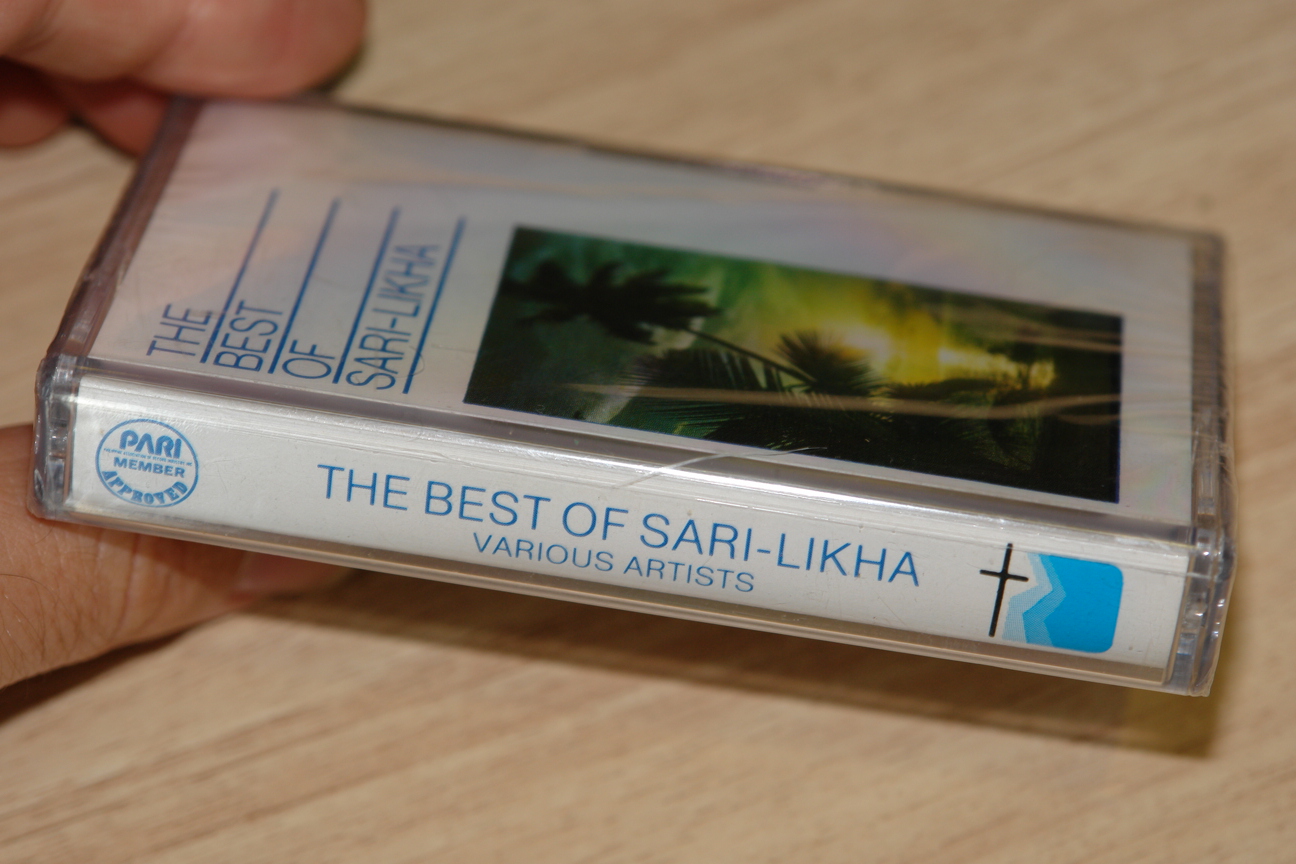 THE
BEST
OF
SARI-LIKHA
PARI
MEMBER
APPROVED
THE BEST OF SARI-LIKHA
VARIOUS ARTISTS